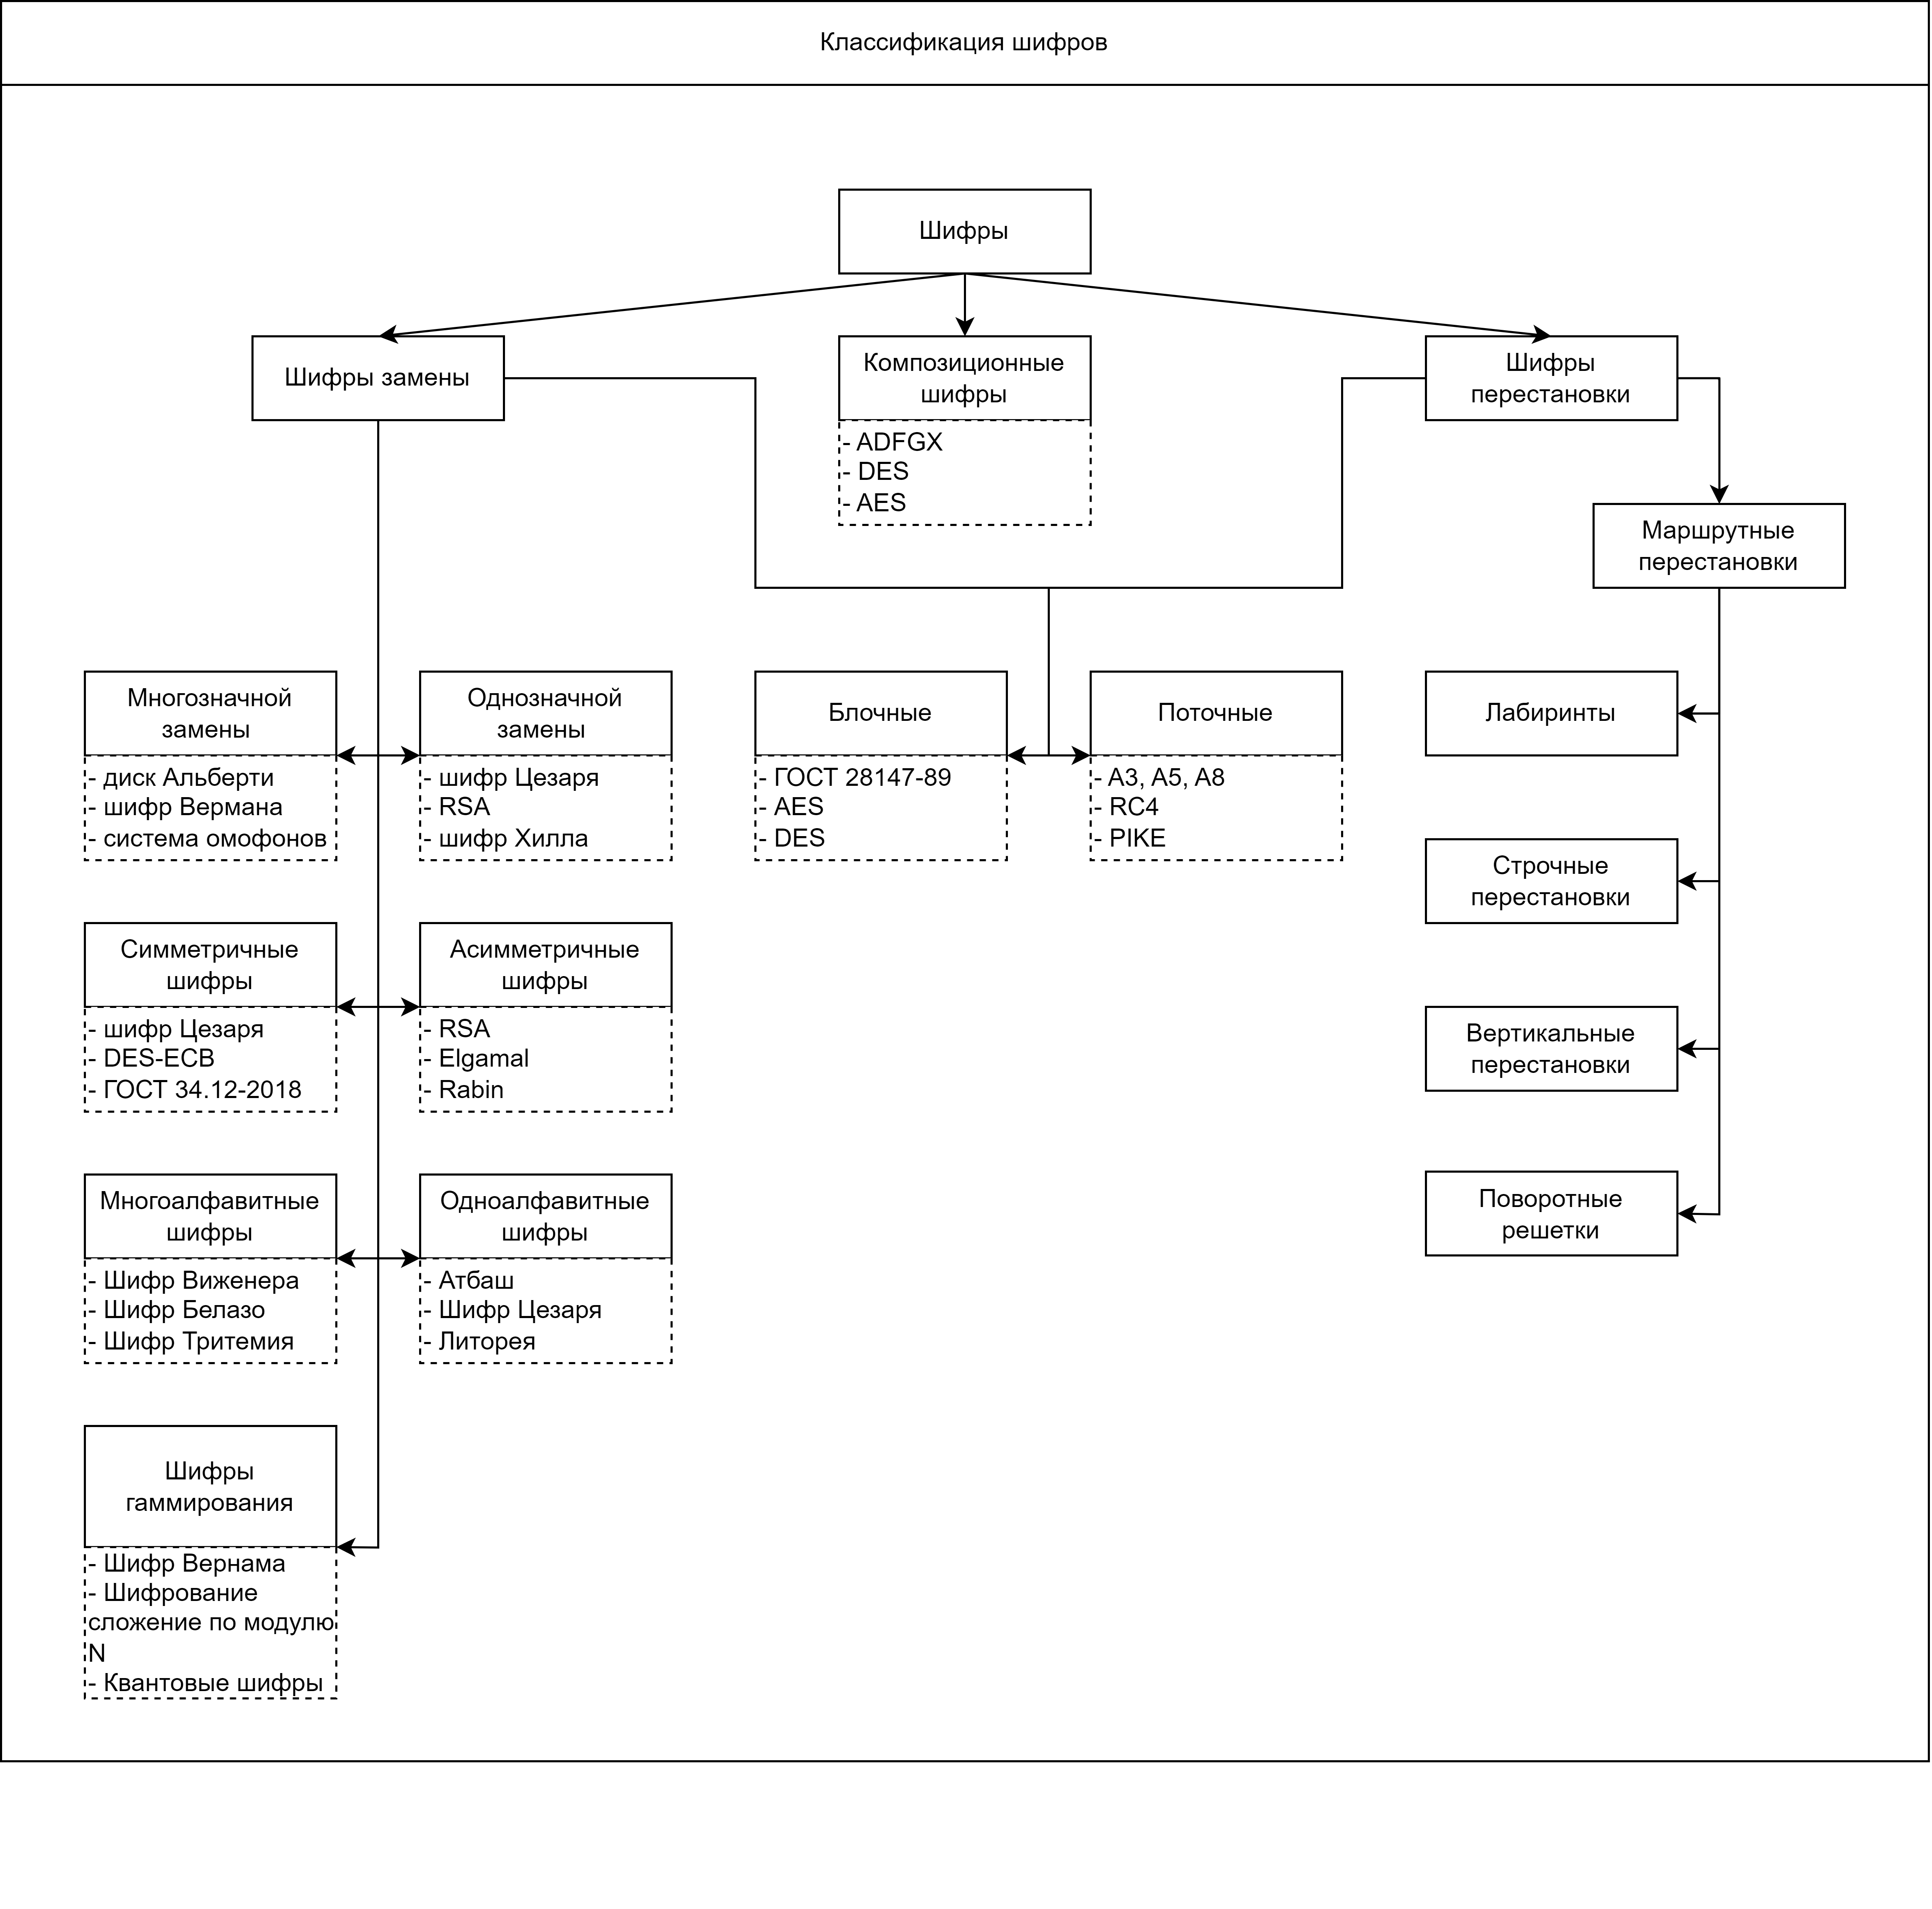 Классификация шифров
Шифры
Шифры замены
Композиционные
шифры
- ADFGX
- DES
- AES
Шифры
перестановки
Маршрутные
перестановки
Многозначной
замены
- диск Альберти
- шифр Вермана
- система омофонов
Однозначной
замены
- шифр Цезаря
- RSA
- шифр Хилла
Блочные
- ГОСТ 28147-89
- AES
- DES
Поточные
- A3, A5, A8
- RC4
- PIKE
Лабиринты
Строчные
перестановки
Симметричные
шифры
- шифр Цезаря
- DES-ECB
- ГОСТ 34.12-2018
Асимметричные
шифры
- RSA
- Elgamal
- Rabin
Вертикальные
перестановки
Многоалфавитные
шифры
- Шифр Виженера
- Шифр Белазо
- Шифр Тритемия
Одноалфавитные
шифры
- Атбаш
- Шифр Цезаря
- Литорея
Поворотные
решетки
Шифры
гаммирования
- Шифр Вернама
- Шифрование
сложение по модулю
N
- Квантовые шифры